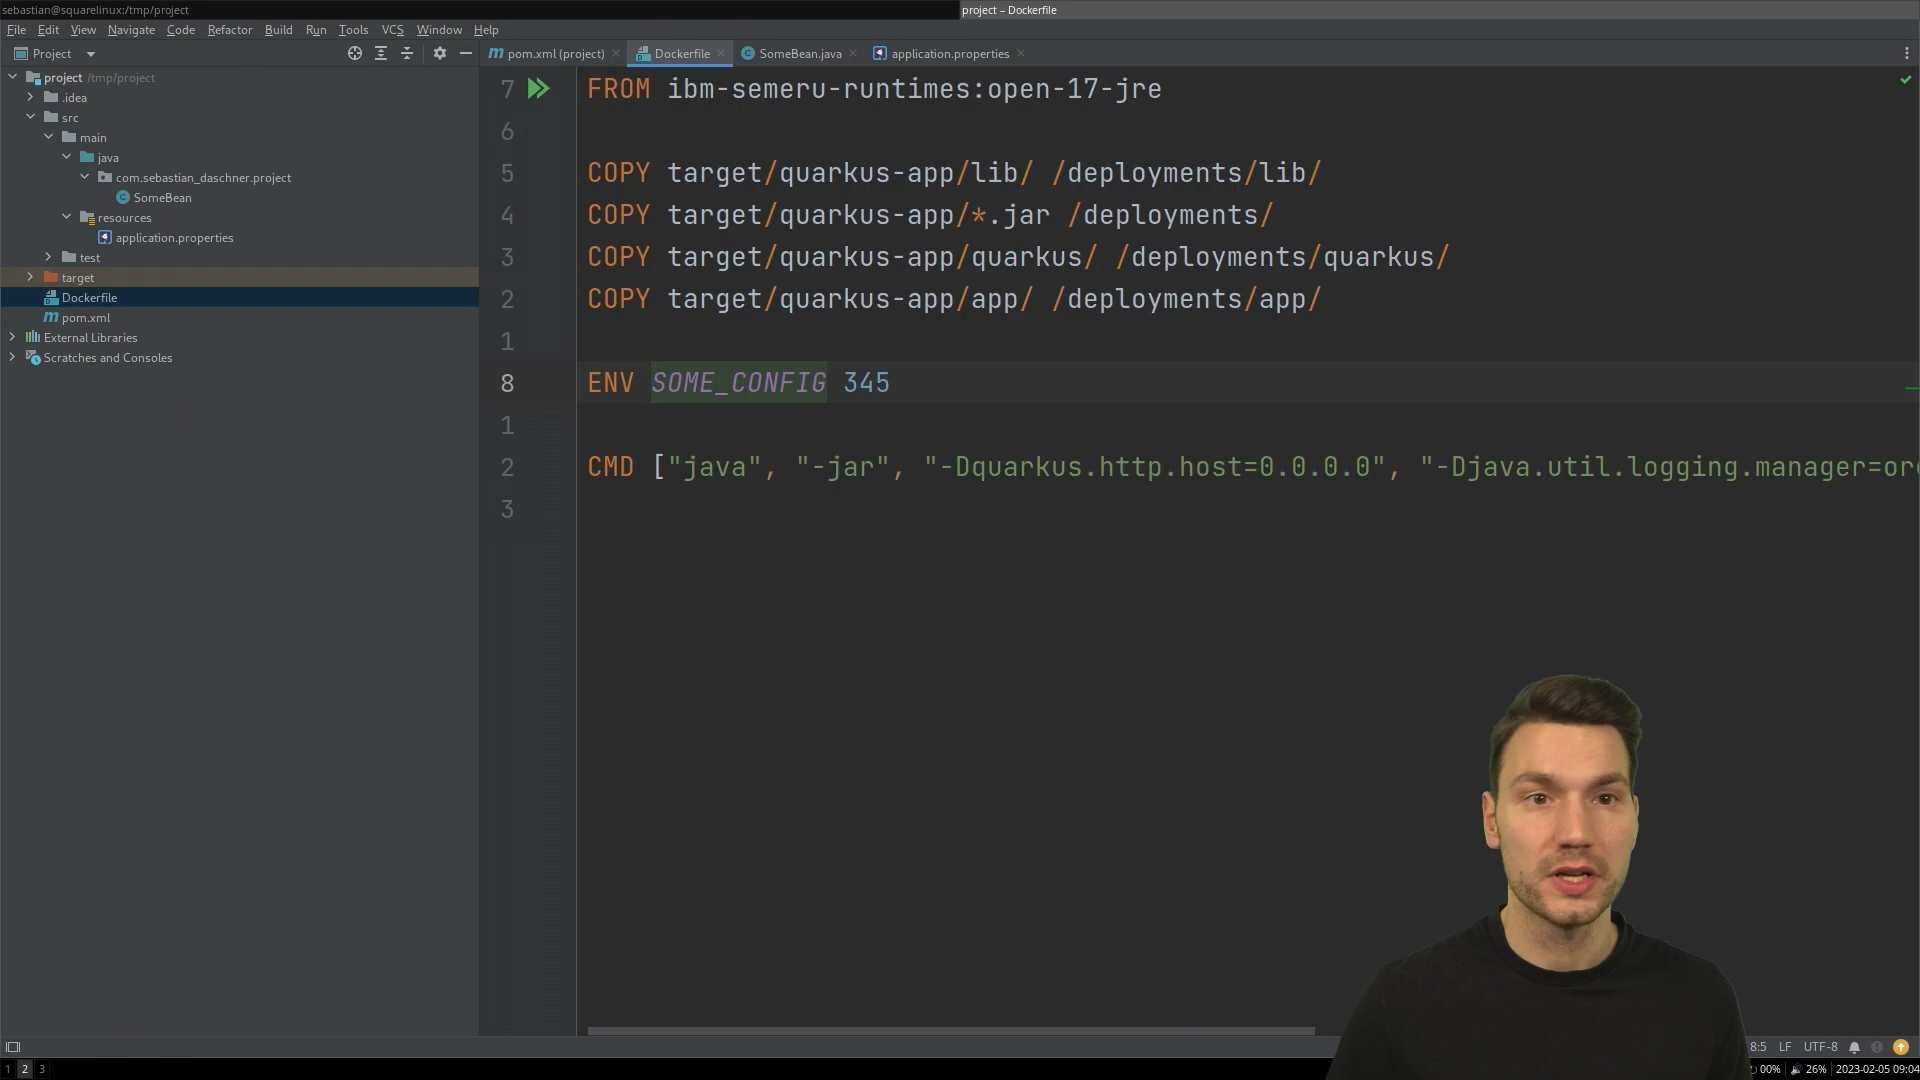 sebastian@squarelinux:/tmp/project
project – Dockerfile
File Edit View Navigate Code Refactor Build Run Tools VCS Window Help
Project
pom.xml (project)
Dockerfile
SomeBean.java
application.properties
project /tmp/project
.idea
src
main
java
com.sebastian_daschner.project
SomeBean
resources
application.properties
test
target
Dockerfile
pom.xml
External Libraries
Scratches and Consoles
7 FROM ibm-semeru-runtimes:open-17-jre
6
5 COPY target/quarkus-app/lib/ /deployments/lib/
4 COPY target/quarkus-app/*.jar /deployments/
3 COPY target/quarkus-app/quarkus/ /deployments/quarkus/
2 COPY target/quarkus-app/app/ /deployments/app/
1
8 ENV SOME_CONFIG 345
1
2 CMD ["java", "-jar", "-Dquarkus.http.host=0.0.0.0", "-Djava.util.logging.manager=or
3
8:5 LF UTF-8
1 2 3
00% 26% 2023-02-05 09:04